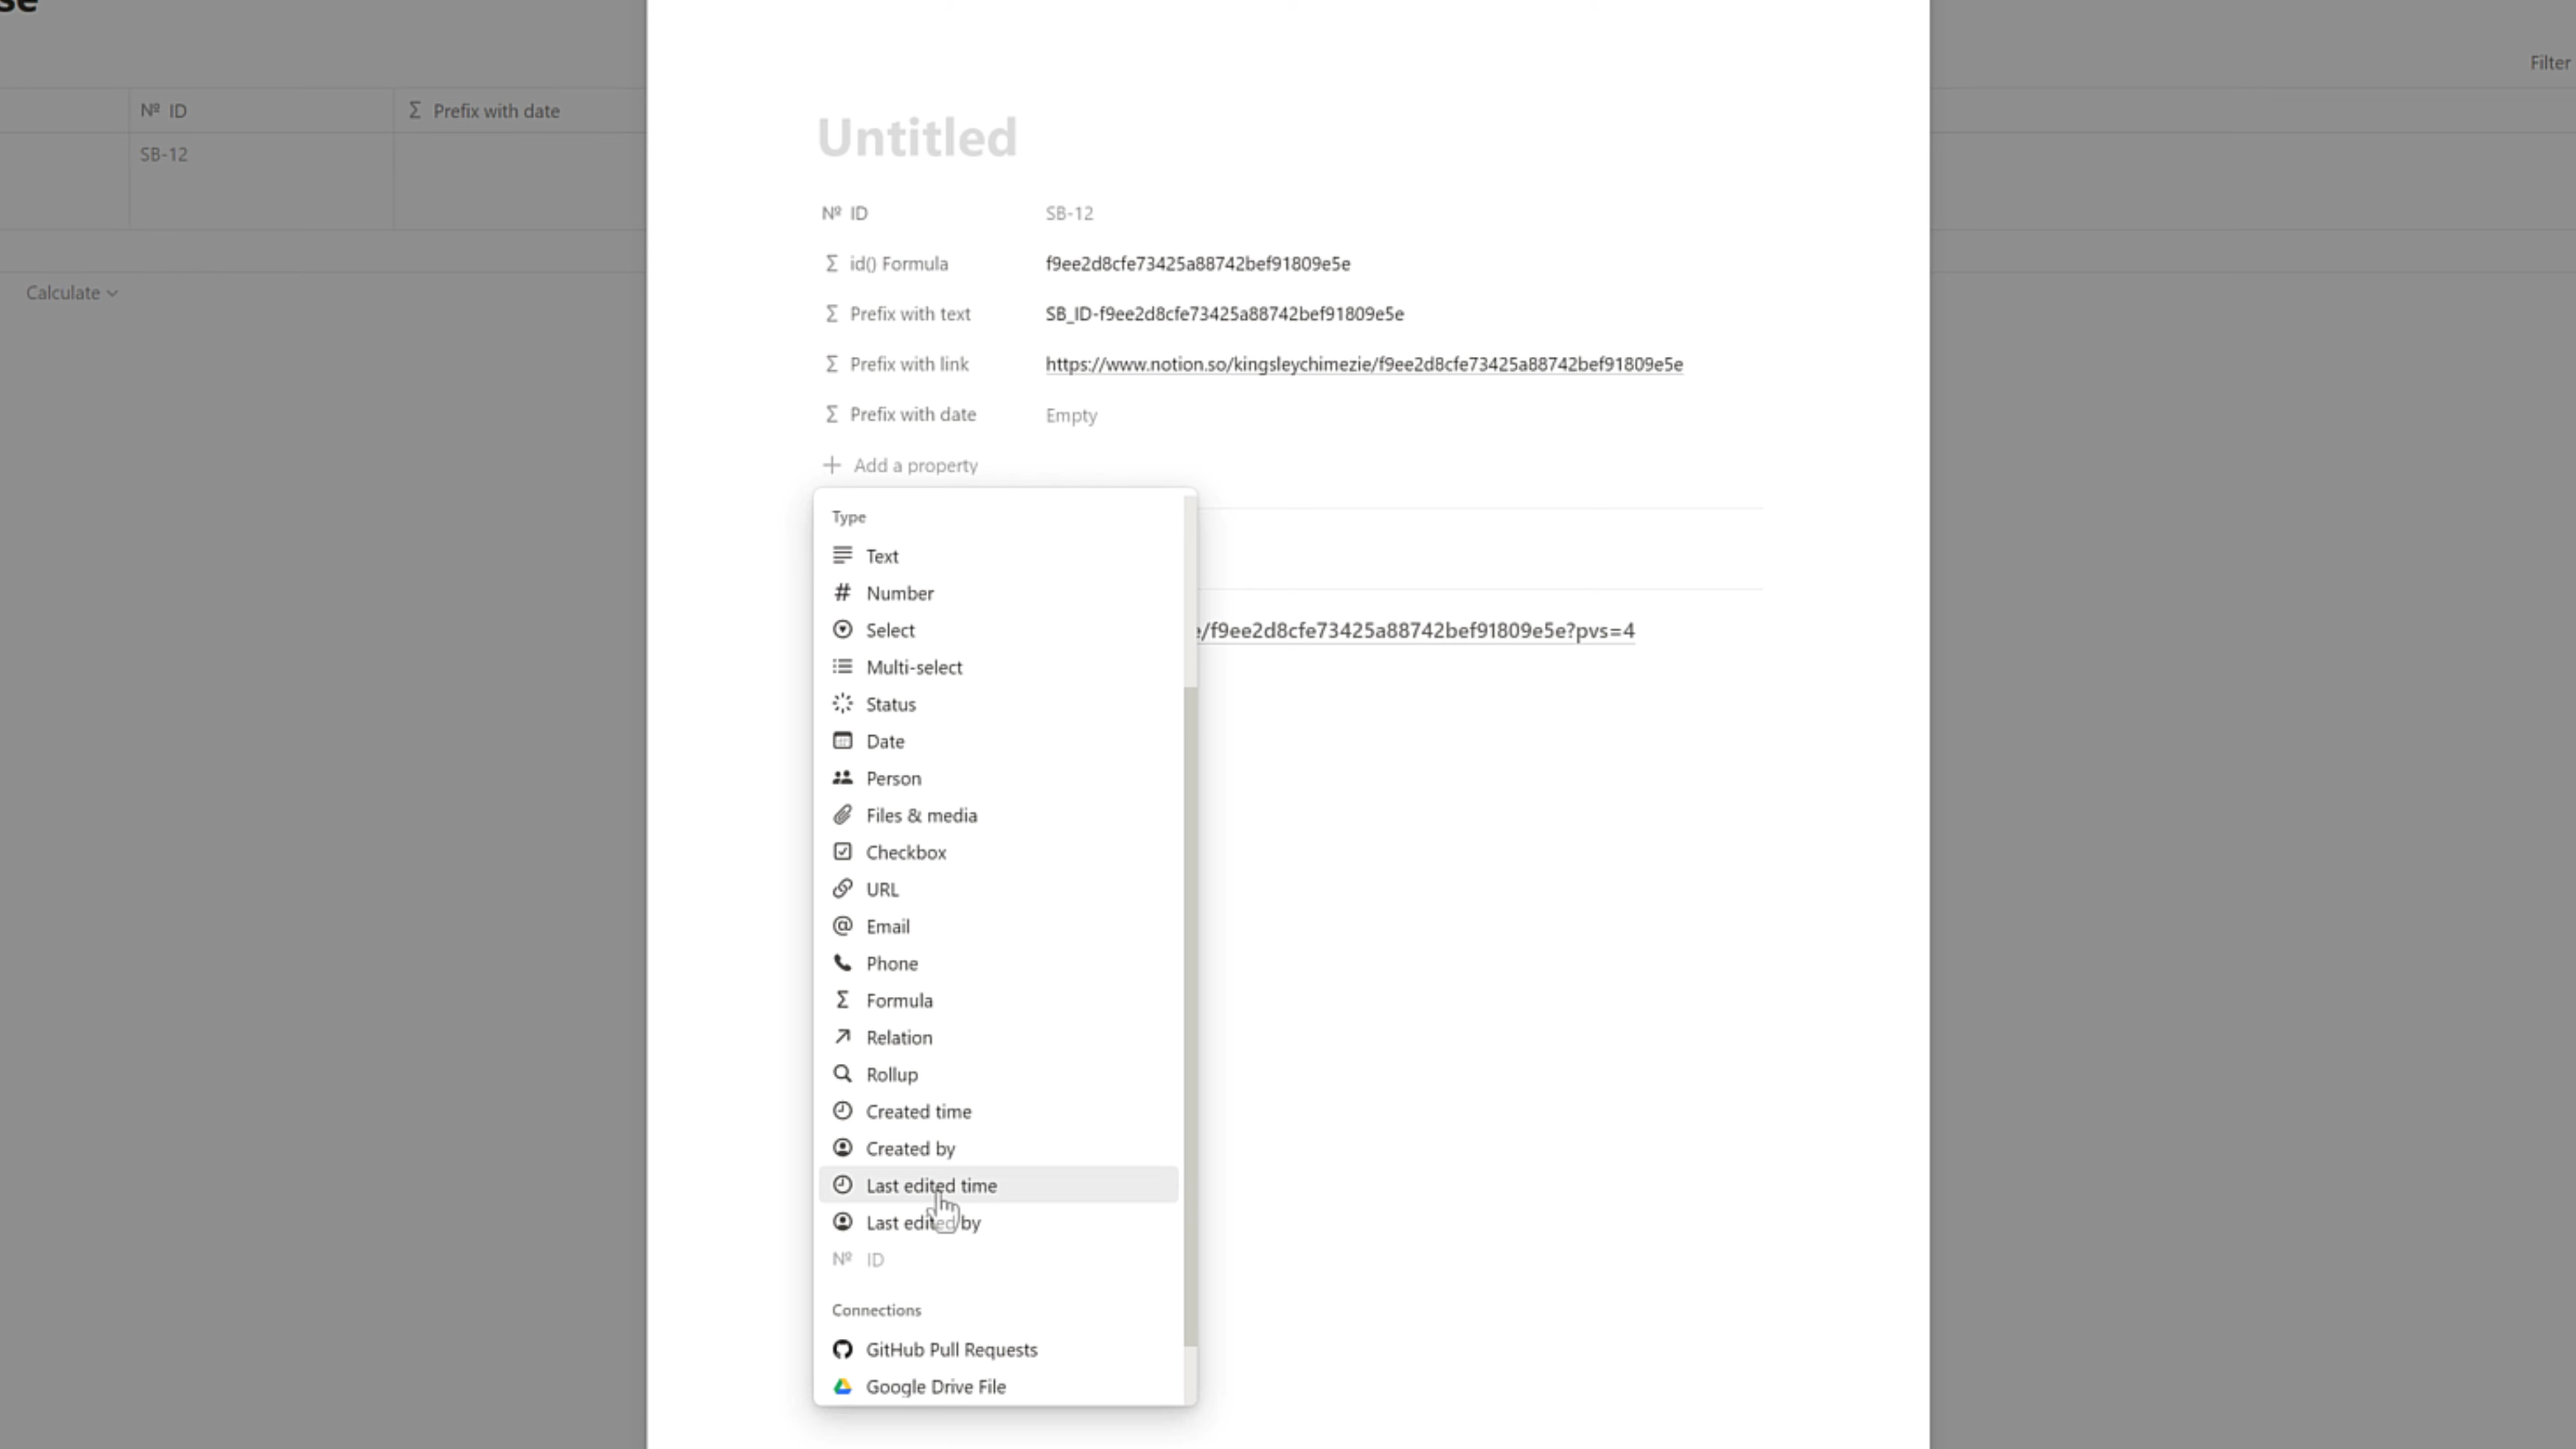 se
Filter
Nº ID
Σ Prefix with date
SB-12
Calculate
Untitled
Nº ID SB-12
Σ id() Formula f9ee2d8cfe73425a88742bef91809e5e
Σ Prefix with text SB_ID-f9ee2d8cfe73425a88742bef91809e5e
Σ Prefix with link https://www.notion.so/kingsleychimezie/f9ee2d8cfe73425a88742bef91809e5e
Σ Prefix with date Empty
+ Add a property
Type
Text
# Number
Select
Multi-select
Status
Date
Person
Files & media
Checkbox
URL
@ Email
Phone
Σ Formula
Relation
Rollup
Created time
Created by
Last edited time
Last edited by
Nº ID
Connections
GitHub Pull Requests
Google Drive File
e/f9ee2d8cfe73425a88742bef91809e5e?pvs=4